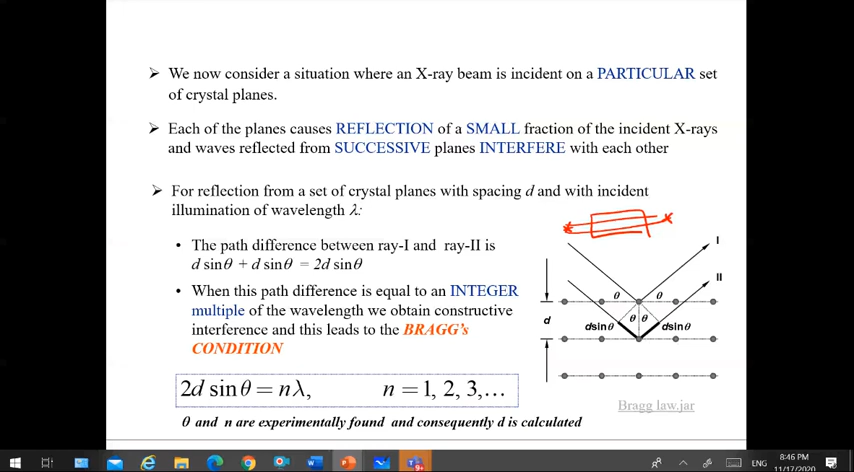 ➢ We now consider a situation where an X-ray beam is incident on a PARTICULAR set
of crystal planes.
➢ Each of the planes causes REFLECTION of a SMALL fraction of the incident X-rays
and waves reflected from SUCCESSIVE planes INTERFERE with each other
➢ For reflection from a set of crystal planes with spacing d and with incident
illumination of wavelength λ:
• The path difference between ray-I and ray-II is
d sinθ + d sinθ = 2d sinθ
• When this path difference is equal to an INTEGER
multiple of the wavelength we obtain constructive
interference and this leads to the BRAGG's
CONDITION
2d sinθ = nλ, n = 1, 2, 3,…
θ and n are experimentally found and consequently d is calculated
I
II
θ θ
d
θ θ
dsinθ dsinθ
Bragg law.jar
9+
ENG
8:46 PM
11/17/2020